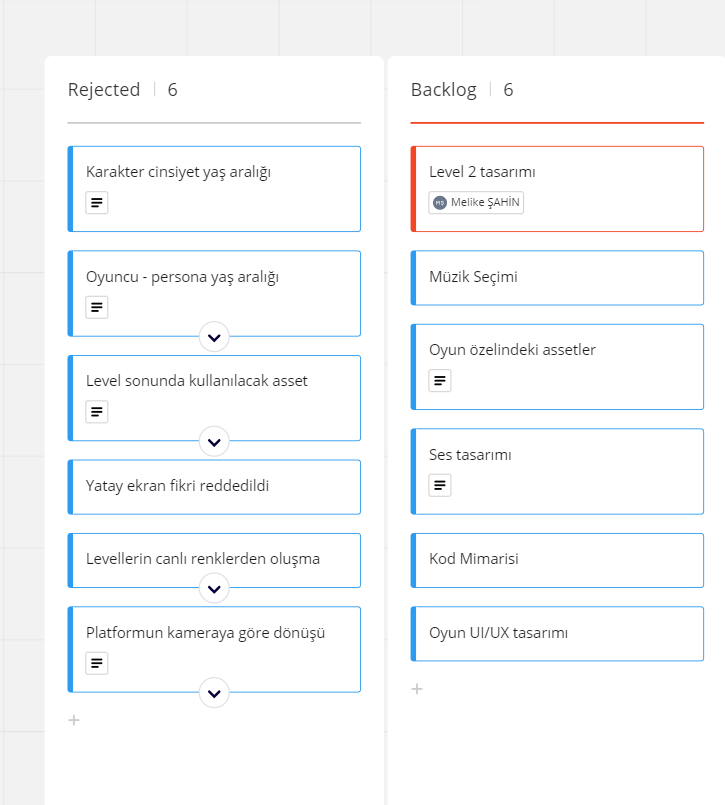 Rejected 6
Karakter cinsiyet yaş aralığı
Oyuncu - persona yaş aralığı
Level sonunda kullanılacak asset
Yatay ekran fikri reddedildi
Levellerin canlı renklerden oluşma
Platformun kameraya göre dönüşü
Backlog 6
Level 2 tasarımı
MŞ Melike ŞAHİN
Müzik Seçimi
Oyun özelindeki assetler
Ses tasarımı
Kod Mimarisi
Oyun UI/UX tasarımı